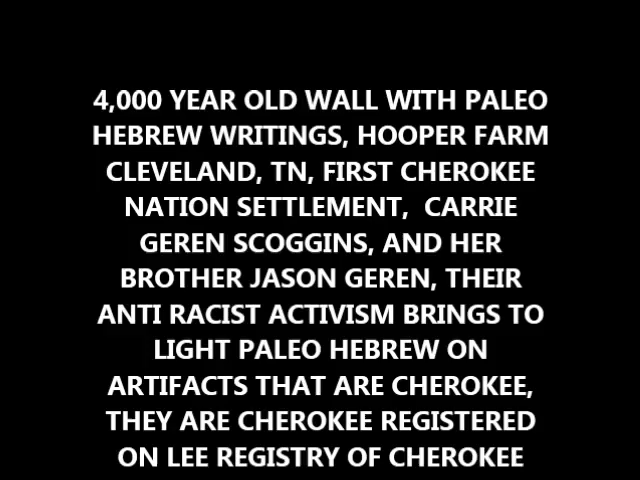 4,000 YEAR OLD WALL WITH PALEO
HEBREW WRITINGS, HOOPER FARM
CLEVELAND, TN, FIRST CHEROKEE
NATION SETTLEMENT,  CARRIE
GEREN SCOGGINS, AND HER
BROTHER JASON GEREN, THEIR
ANTI RACIST ACTIVISM BRINGS TO
LIGHT PALEO HEBREW ON
ARTIFACTS THAT ARE CHEROKEE,
THEY ARE CHEROKEE REGISTERED
ON LEE REGISTRY OF CHEROKEE